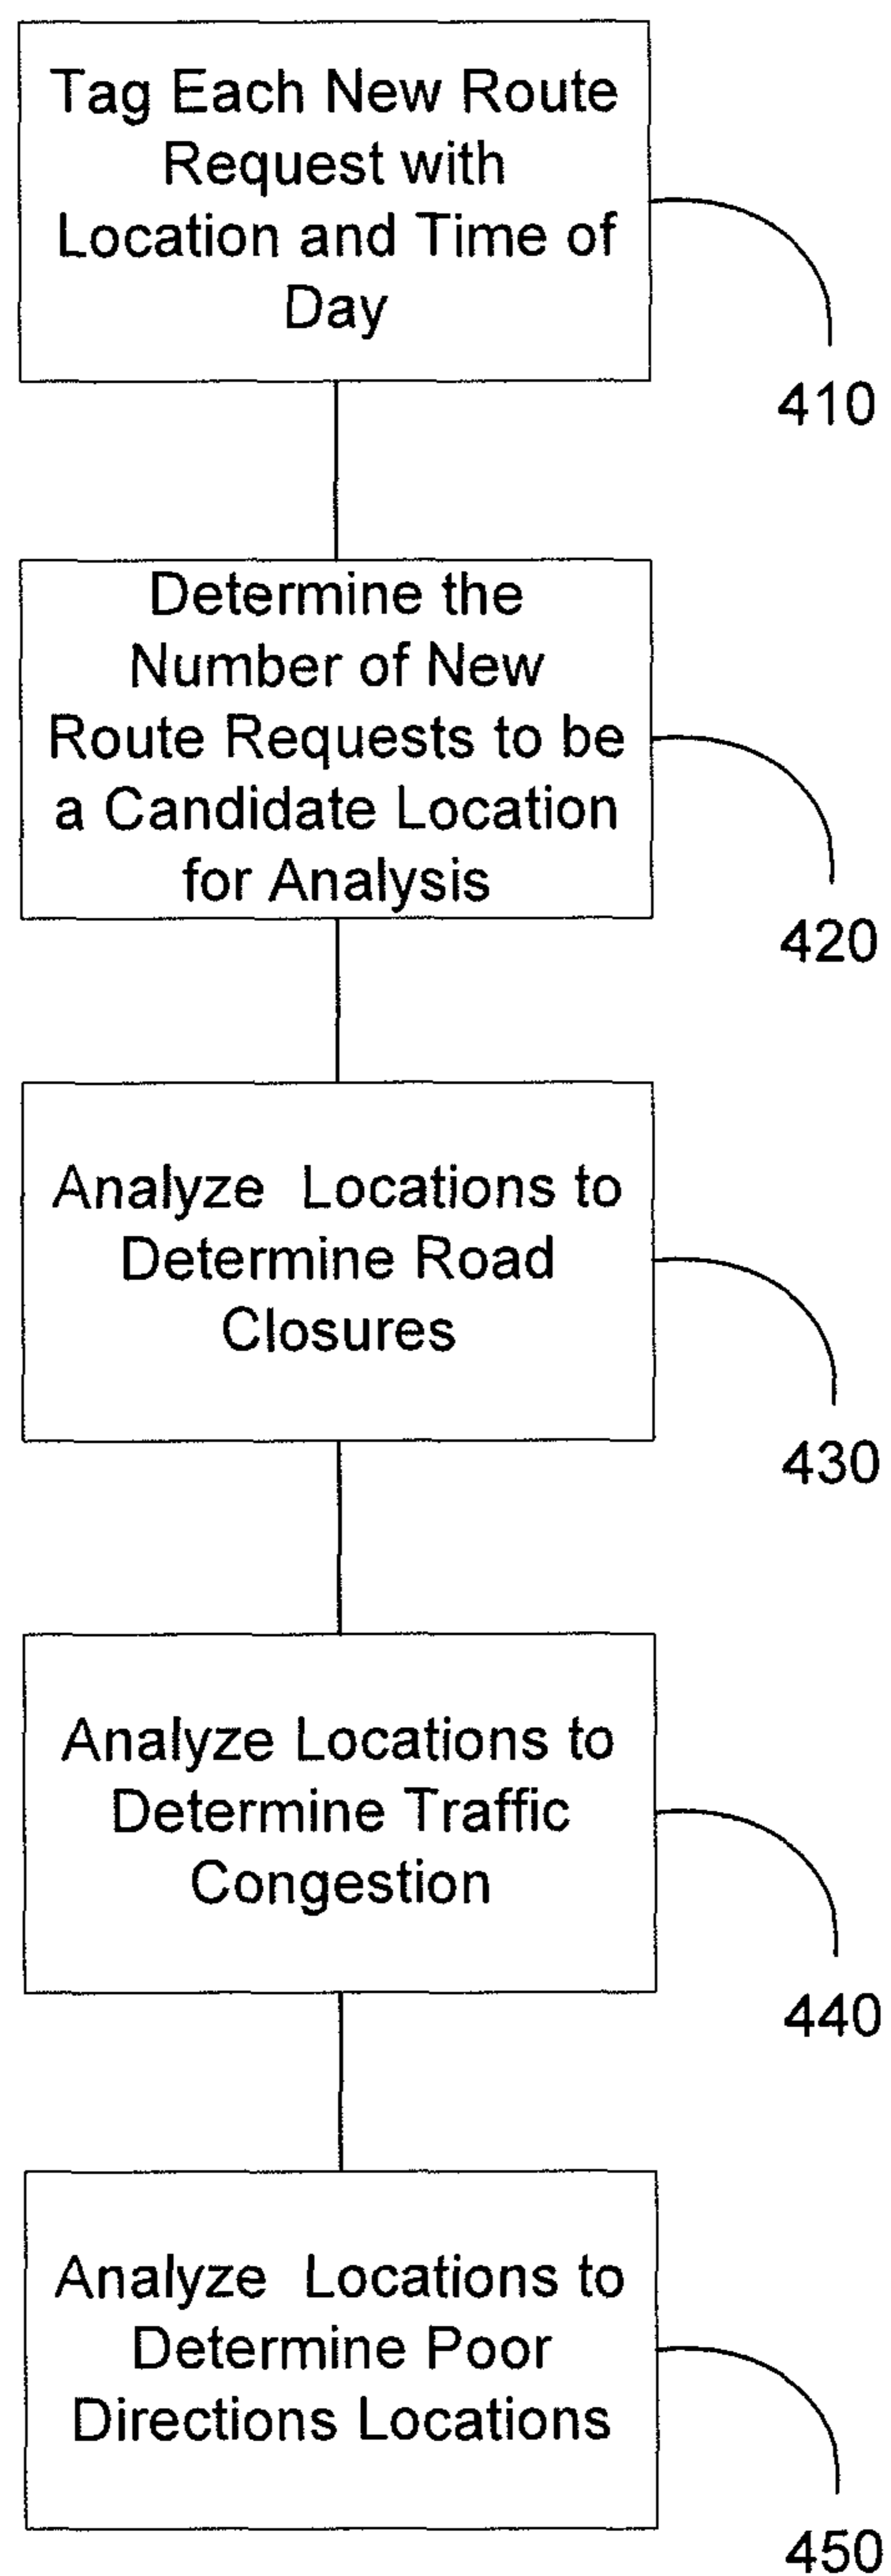 Tag Each New Route
Request with
Location and Time of
Day
410
Determine the
Number of New
Route Requests to be
a Candidate Location
for Analysis
420
Analyze Locations to
Determine Road
Closures
430
Analyze Locations to
Determine Traffic
Congestion
440
Analyze Locations to
Determine Poor
Directions Locations
450